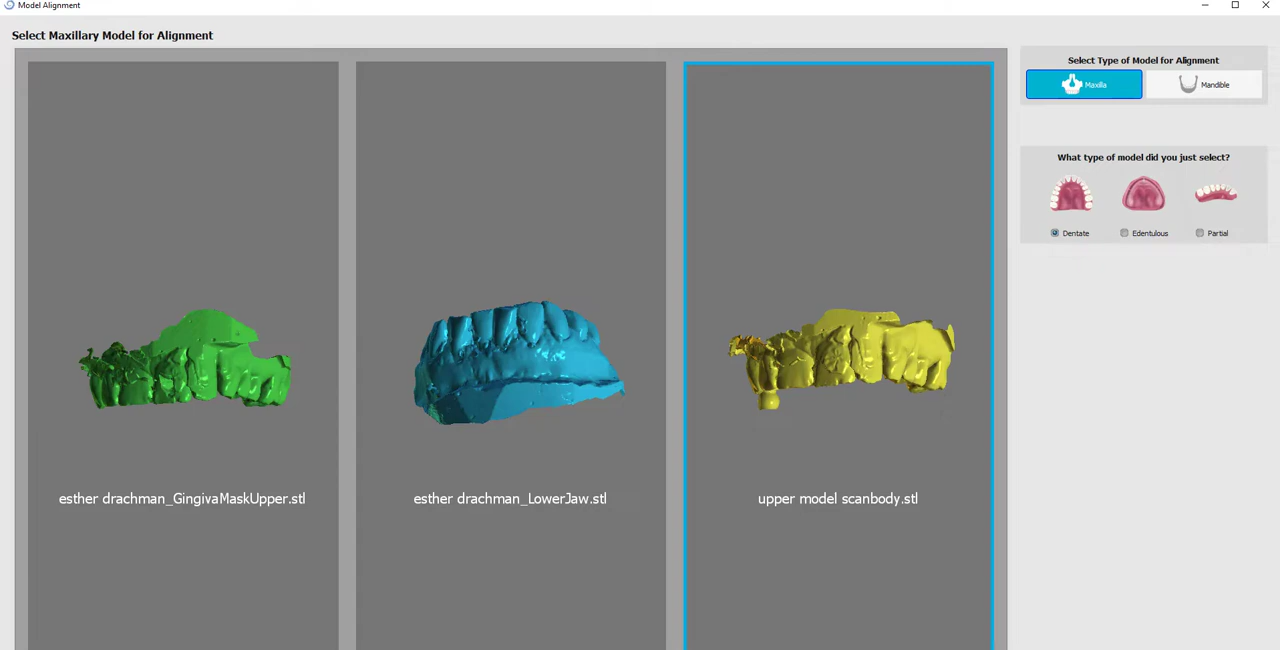 Model Alignment
Select Maxillary Model for Alignment
Select Type of Model for Alignment
Maxilla
Mandible
What type of model did you just select?
Dentate
Edentulous
Partial
esther drachman_GingivaMaskUpper.stl
esther drachman_LowerJaw.stl
upper model scanbody.stl